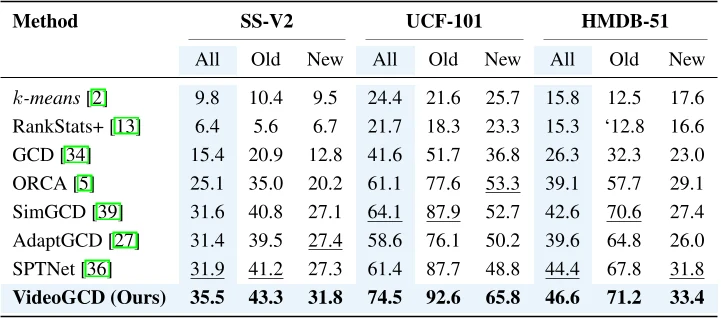 Method SS-V2 UCF-101 HMDB-51
All Old New All Old New All Old New
k-means [2] 9.8 10.4 9.5 24.4 21.6 25.7 15.8 12.5 17.6
RankStats+ [13] 6.4 5.6 6.7 21.7 18.3 23.3 15.3 ‘12.8 16.6
GCD [34] 15.4 20.9 12.8 41.6 51.7 36.8 26.3 32.3 23.0
ORCA [5] 25.1 35.0 20.2 61.1 77.6 53.3 39.1 57.7 29.1
SimGCD [39] 31.6 40.8 27.1 64.1 87.9 52.7 42.6 70.6 27.4
AdaptGCD [27] 31.4 39.5 27.4 58.6 76.1 50.2 39.6 64.8 26.0
SPTNet [36] 31.9 41.2 27.3 61.4 87.7 48.8 44.4 67.8 31.8
VideoGCD (Ours) 35.5 43.3 31.8 74.5 92.6 65.8 46.6 71.2 33.4